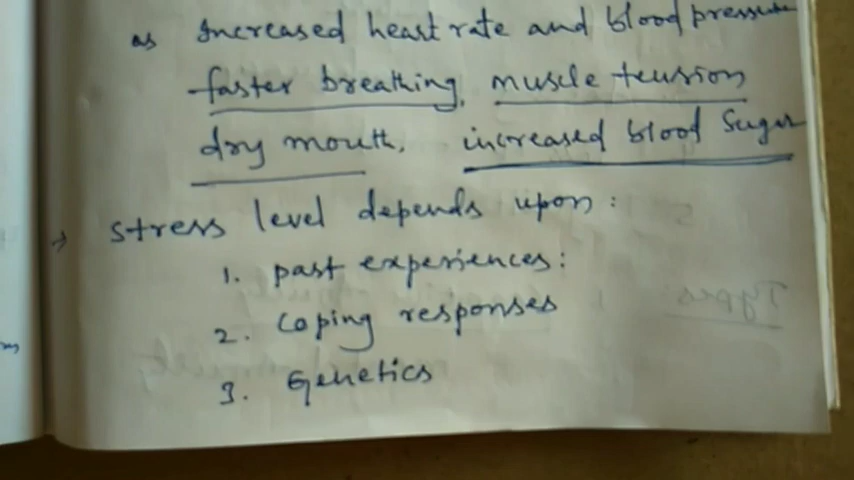 as Increased heart rate and blood pressure
faster breathing, muscle tension
dry mouth, increased blood Sugar
→ stress level depends upon:
1. past experiences:
2. Coping responses
3. Genetics
Types